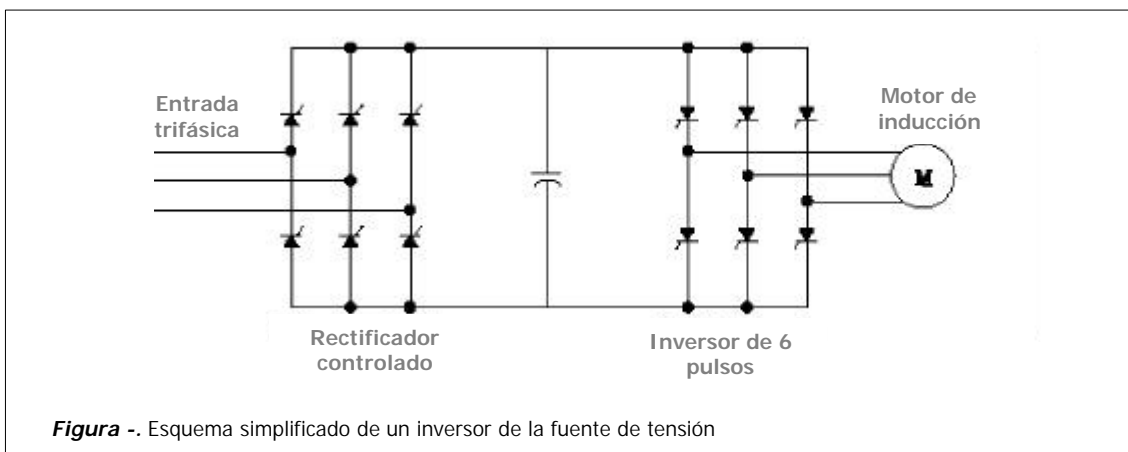 Entrada
trifásica
Motor de
inducción
M
Rectificador
controlado
Inversor de 6
pulsos
Figura -. Esquema simplificado de un inversor de la fuente de tensión